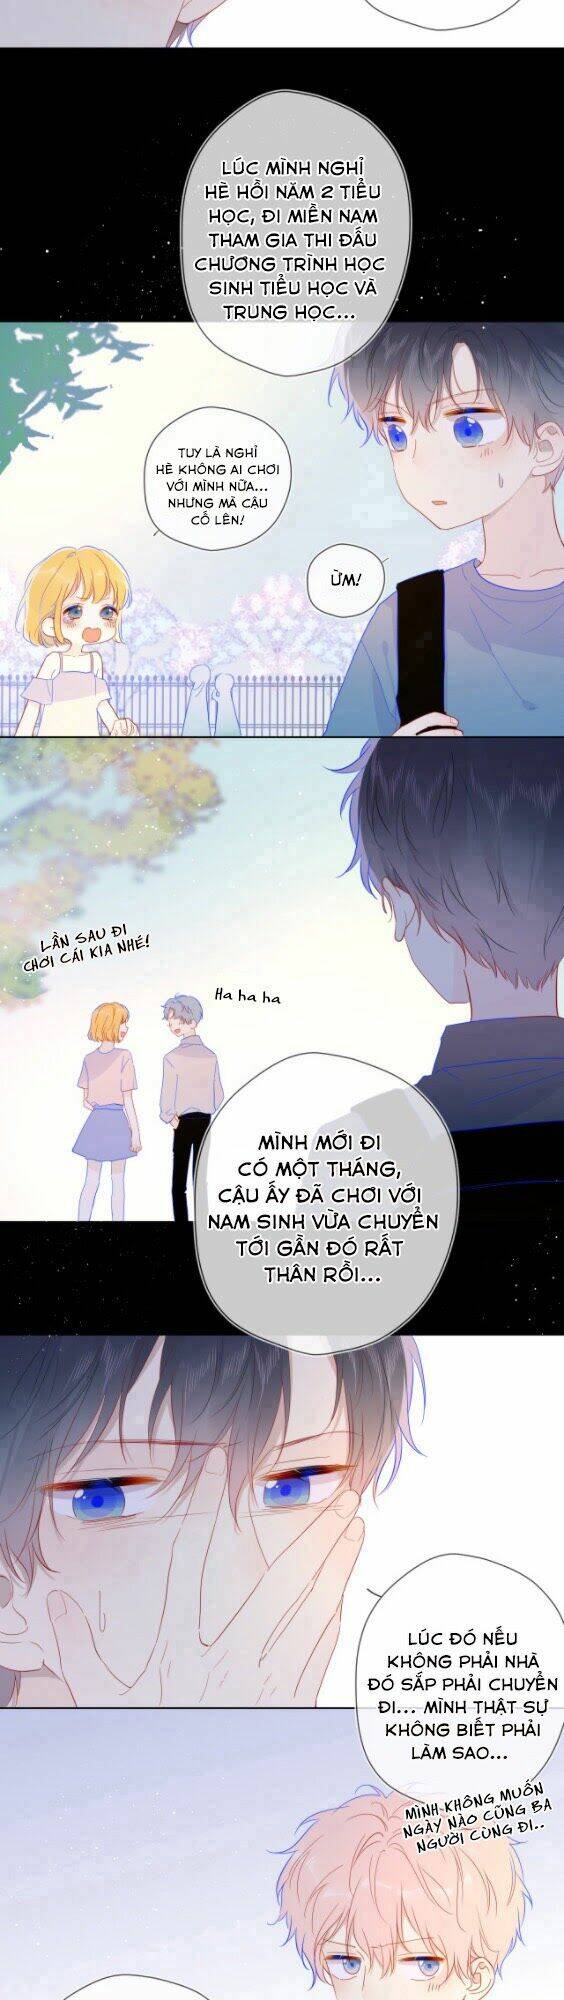 LÚC MÌNH NGHỈ
HÈ HỒI NĂM 2 TIỂU
HỌC, ĐI MIỀN NAM
THAM GIA THI ĐẤU
CHƯƠNG TRÌNH HỌC
SINH TIỂU HỌC VÀ
TRUNG HỌC...
TUY LÀ NGHỈ
HÈ KHÔNG AI CHƠI
VỚI MÌNH NỮA...
NHƯNG MÀ CẬU
CỐ LÊN!
ỪM!
LẦN SAU ĐI
CHƠI CÁI KIA NHÉ!
Ha ha ha
MÌNH MỚI ĐI
CÓ MỘT THÁNG,
CẬU ẤY ĐÃ CHƠI VỚI
NAM SINH VỪA CHUYỂN
TỚI GẦN ĐÓ RẤT
THÂN RỒI...
LÚC ĐÓ NẾU
KHÔNG PHẢI NHÀ
ĐÓ SẮP PHẢI CHUYỂN
ĐI... MÌNH THẬT SỰ
KHÔNG BIẾT PHẢI
LÀM SAO...
MÌNH KHÔNG MUỐN
NGÀY NÀO CŨNG BA
NGƯỜI CÙNG ĐI..